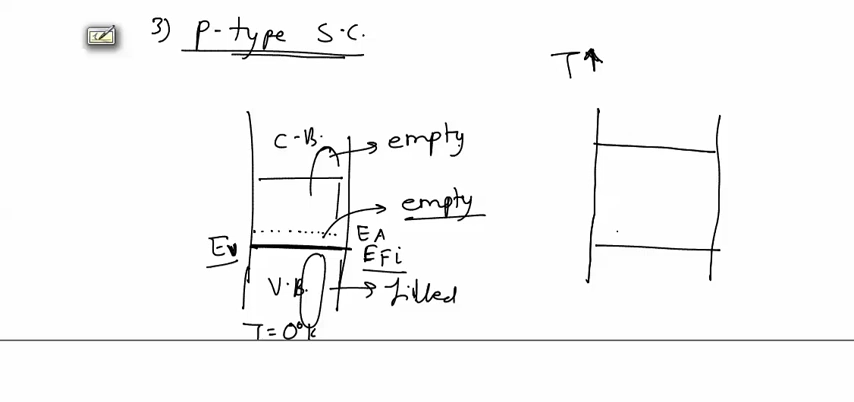 3) P-type S.C.
T↑
C-B. → empty
→ empty
EA
Ev
EFi
V.B. → filled
T = 0°k